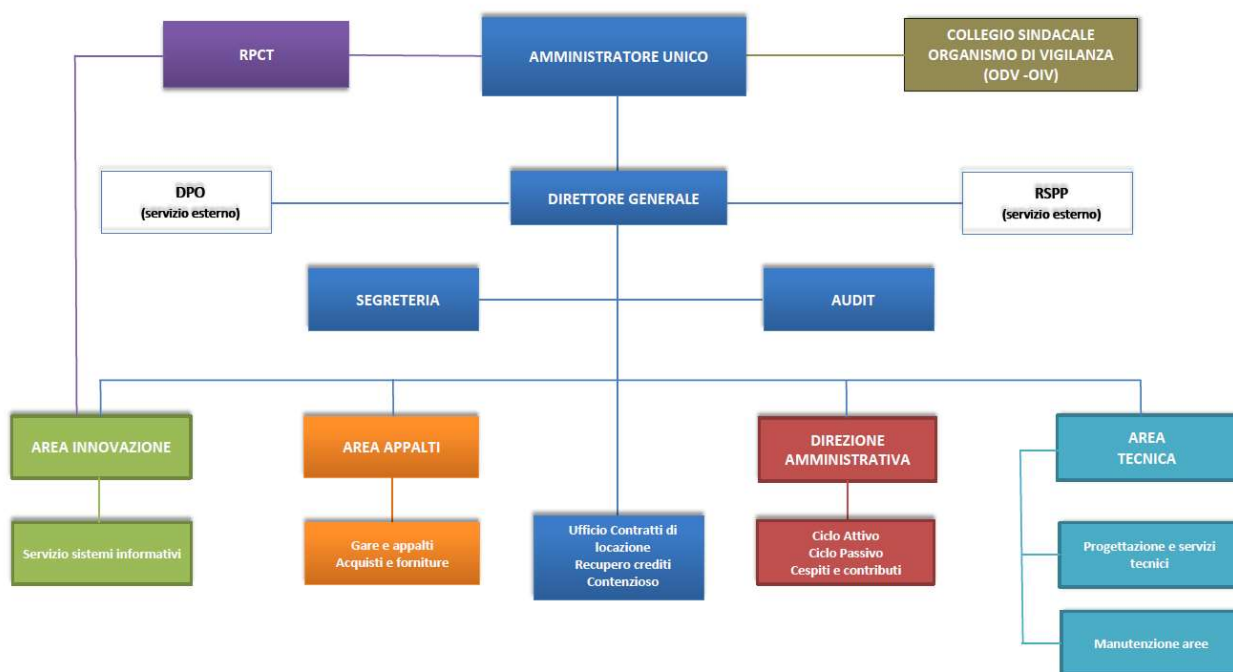 RPCT
AMMINISTRATORE UNICO
COLLEGIO SINDACALE
ORGANISMO DI VIGILANZA
(ODV -OIV)
DPO
(servizio esterno)
DIRETTORE GENERALE
RSPP
(servizio esterno)
SEGRETERIA
AUDIT
AREA INNOVAZIONE
AREA APPALTI
DIREZIONE
AMMINISTRATIVA
AREA
TECNICA
Servizio sistemi informativi
Gare e appalti
Acquisti e forniture
Ufficio Contratti di
locazione
Recupero crediti
Contenzioso
Ciclo Attivo
Ciclo Passivo
Cespiti e contributi
Progettazione e servizi
tecnici
Manutenzione aree